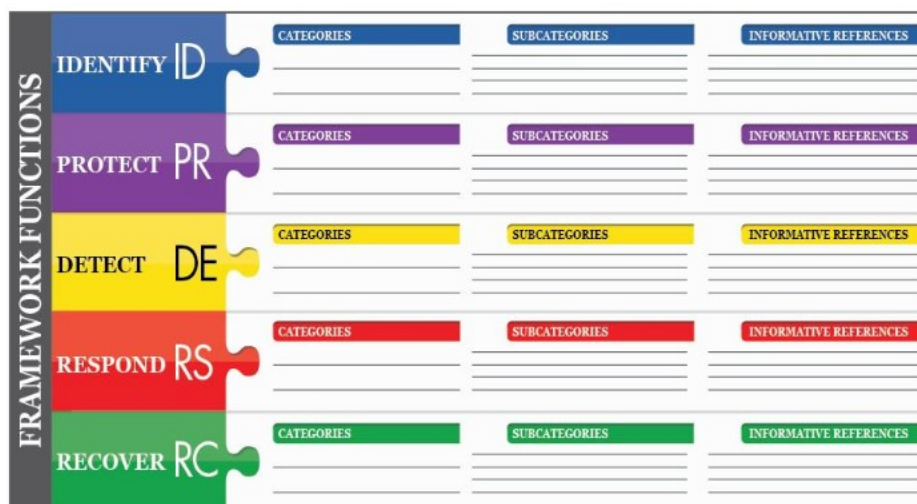 FRAMEWORK FUNCTIONS
IDENTIFY ID
CATEGORIES SUBCATEGORIES INFORMATIVE REFERENCES
PROTECT PR
CATEGORIES SUBCATEGORIES INFORMATIVE REFERENCES
DETECT DE
CATEGORIES SUBCATEGORIES INFORMATIVE REFERENCES
RESPOND RS
CATEGORIES SUBCATEGORIES INFORMATIVE REFERENCES
RECOVER RC
CATEGORIES SUBCATEGORIES INFORMATIVE REFERENCES